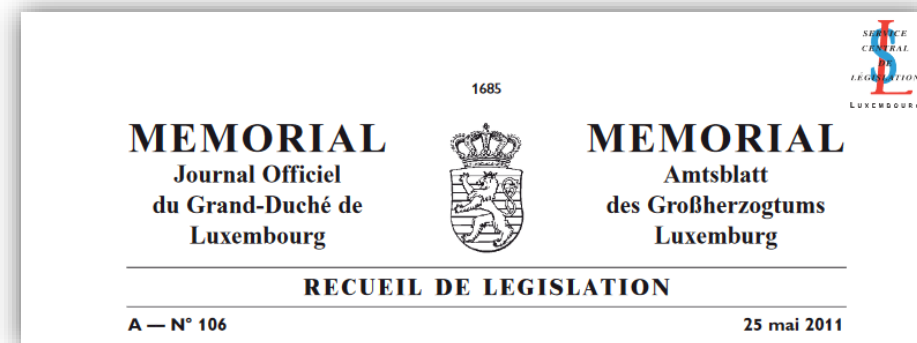 SERVICE
CENTRAL
DE
LÉGISLATION
LUXEMBOURG
1685
MEMORIAL
Journal Officiel
du Grand-Duché de
Luxembourg
MEMORIAL
Amtsblatt
des Großherzogtums
Luxemburg
RECUEIL DE LEGISLATION
A — N° 106
25 mai 2011